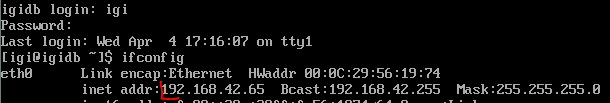 igidb login: igi
Password:
Last login: Wed Apr  4 17:16:07 on tty1
[igi@igidb ~]$ ifconfig
eth0      Link encap:Ethernet  HWaddr 00:0C:29:56:19:74
          inet addr:192.168.42.65  Bcast:192.168.42.255  Mask:255.255.255.0